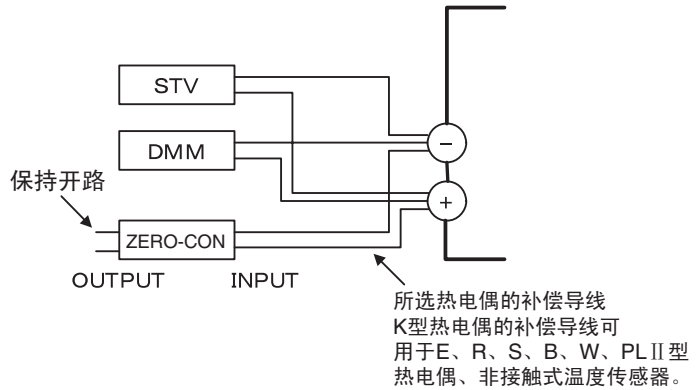 STV
DMM
保持开路
ZERO-CON
OUTPUT
INPUT
−
+
所选热电偶的补偿导线
K型热电偶的补偿导线可
用于E、R、S、B、W、PLⅡ型
热电偶、非接触式温度传感器。